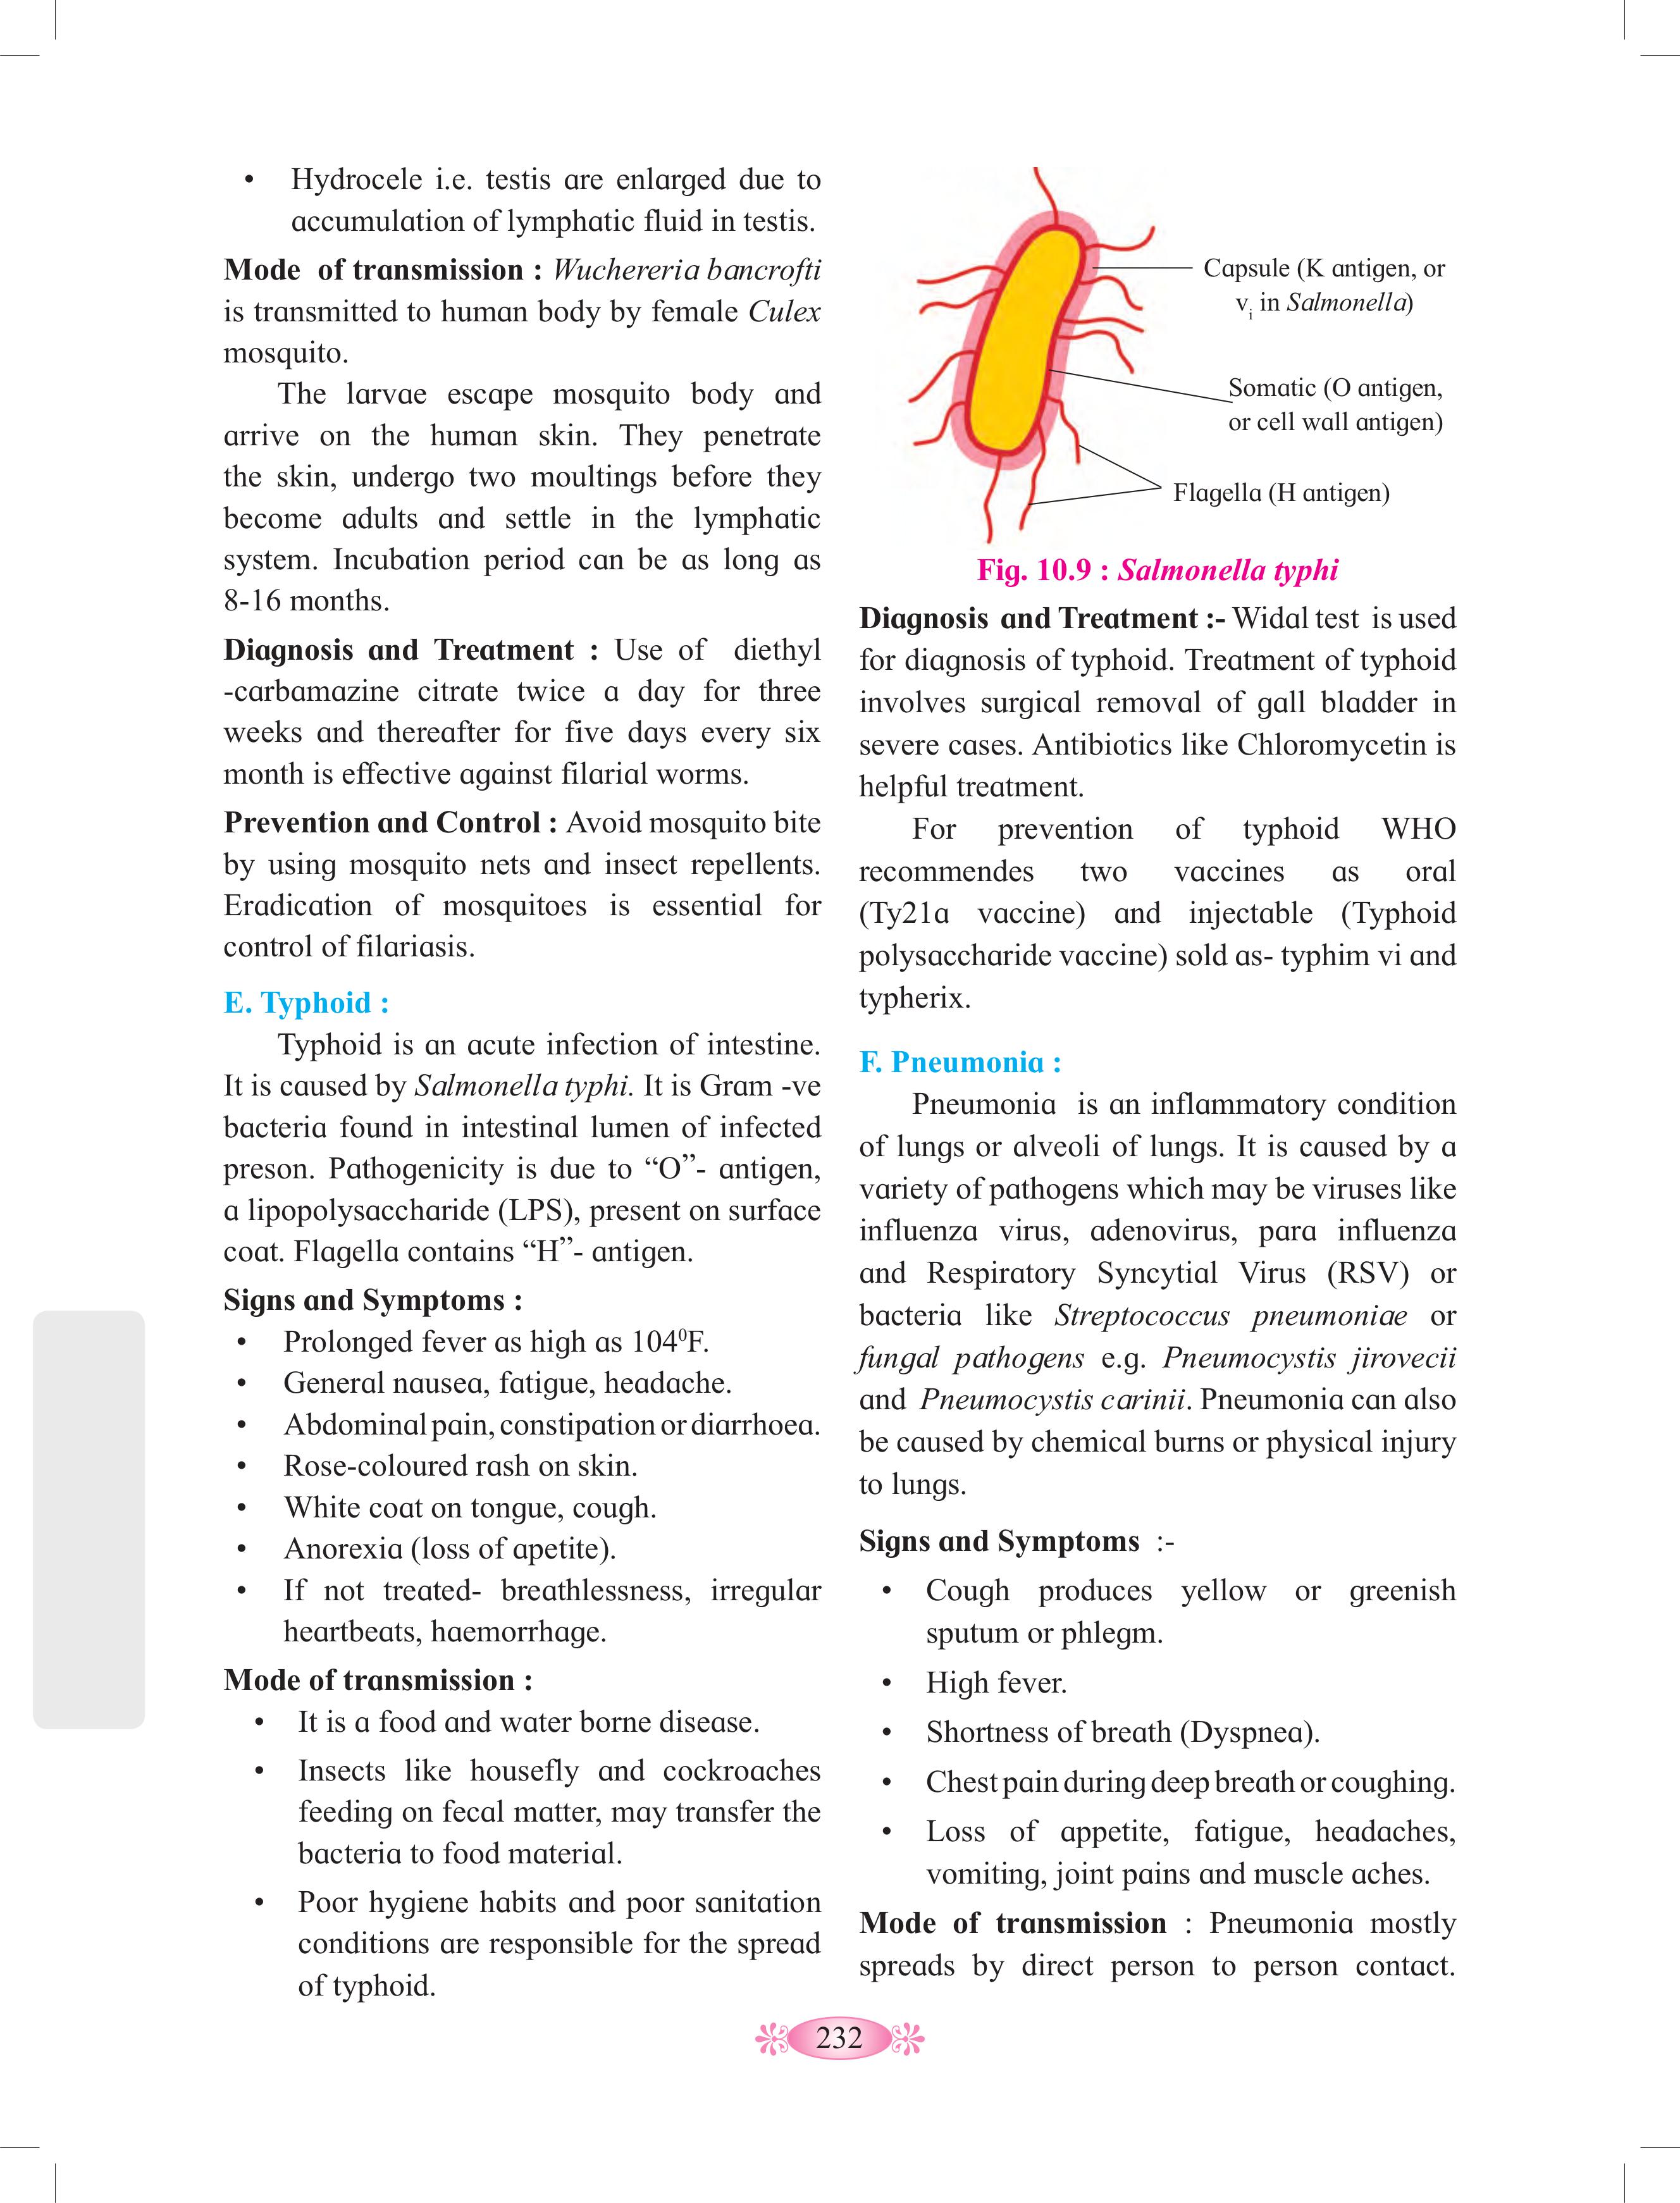 • Hydrocele i.e. testis are enlarged due to
accumulation of lymphatic fluid in testis.
Mode of transmission : Wuchereria bancrofti
is transmitted to human body by female Culex
mosquito.
The larvae escape mosquito body and
arrive on the human skin. They penetrate
the skin, undergo two moultings before they
become adults and settle in the lymphatic
system. Incubation period can be as long as
8-16 months.
Diagnosis and Treatment : Use of diethyl
-carbamazine citrate twice a day for three
weeks and thereafter for five days every six
month is effective against filarial worms.
Prevention and Control : Avoid mosquito bite
by using mosquito nets and insect repellents.
Eradication of mosquitoes is essential for
control of filariasis.
E. Typhoid :
Typhoid is an acute infection of intestine.
It is caused by Salmonella typhi. It is Gram -ve
bacteria found in intestinal lumen of infected
preson. Pathogenicity is due to “O”- antigen,
a lipopolysaccharide (LPS), present on surface
coat. Flagella contains “H”- antigen.
Signs and Symptoms :
• Prolonged fever as high as 104⁰F.
• General nausea, fatigue, headache.
• Abdominal pain, constipation or diarrhoea.
• Rose-coloured rash on skin.
• White coat on tongue, cough.
• Anorexia (loss of apetite).
• If not treated- breathlessness, irregular
heartbeats, haemorrhage.
Mode of transmission :
• It is a food and water borne disease.
• Insects like housefly and cockroaches
feeding on fecal matter, may transfer the
bacteria to food material.
• Poor hygiene habits and poor sanitation
conditions are responsible for the spread
of typhoid.
Capsule (K antigen, or
vᵢ in Salmonella)
Somatic (O antigen,
or cell wall antigen)
Flagella (H antigen)
Fig. 10.9 : Salmonella typhi
Diagnosis and Treatment :- Widal test is used
for diagnosis of typhoid. Treatment of typhoid
involves surgical removal of gall bladder in
severe cases. Antibiotics like Chloromycetin is
helpful treatment.
For prevention of typhoid WHO
recommendes two vaccines as oral
(Ty21a vaccine) and injectable (Typhoid
polysaccharide vaccine) sold as- typhim vi and
typherix.
F. Pneumonia :
Pneumonia is an inflammatory condition
of lungs or alveoli of lungs. It is caused by a
variety of pathogens which may be viruses like
influenza virus, adenovirus, para influenza
and Respiratory Syncytial Virus (RSV) or
bacteria like Streptococcus pneumoniae or
fungal pathogens e.g. Pneumocystis jirovecii
and Pneumocystis carinii. Pneumonia can also
be caused by chemical burns or physical injury
to lungs.
Signs and Symptoms :-
• Cough produces yellow or greenish
sputum or phlegm.
• High fever.
• Shortness of breath (Dyspnea).
• Chest pain during deep breath or coughing.
• Loss of appetite, fatigue, headaches,
vomiting, joint pains and muscle aches.
Mode of transmission : Pneumonia mostly
spreads by direct person to person contact.
232